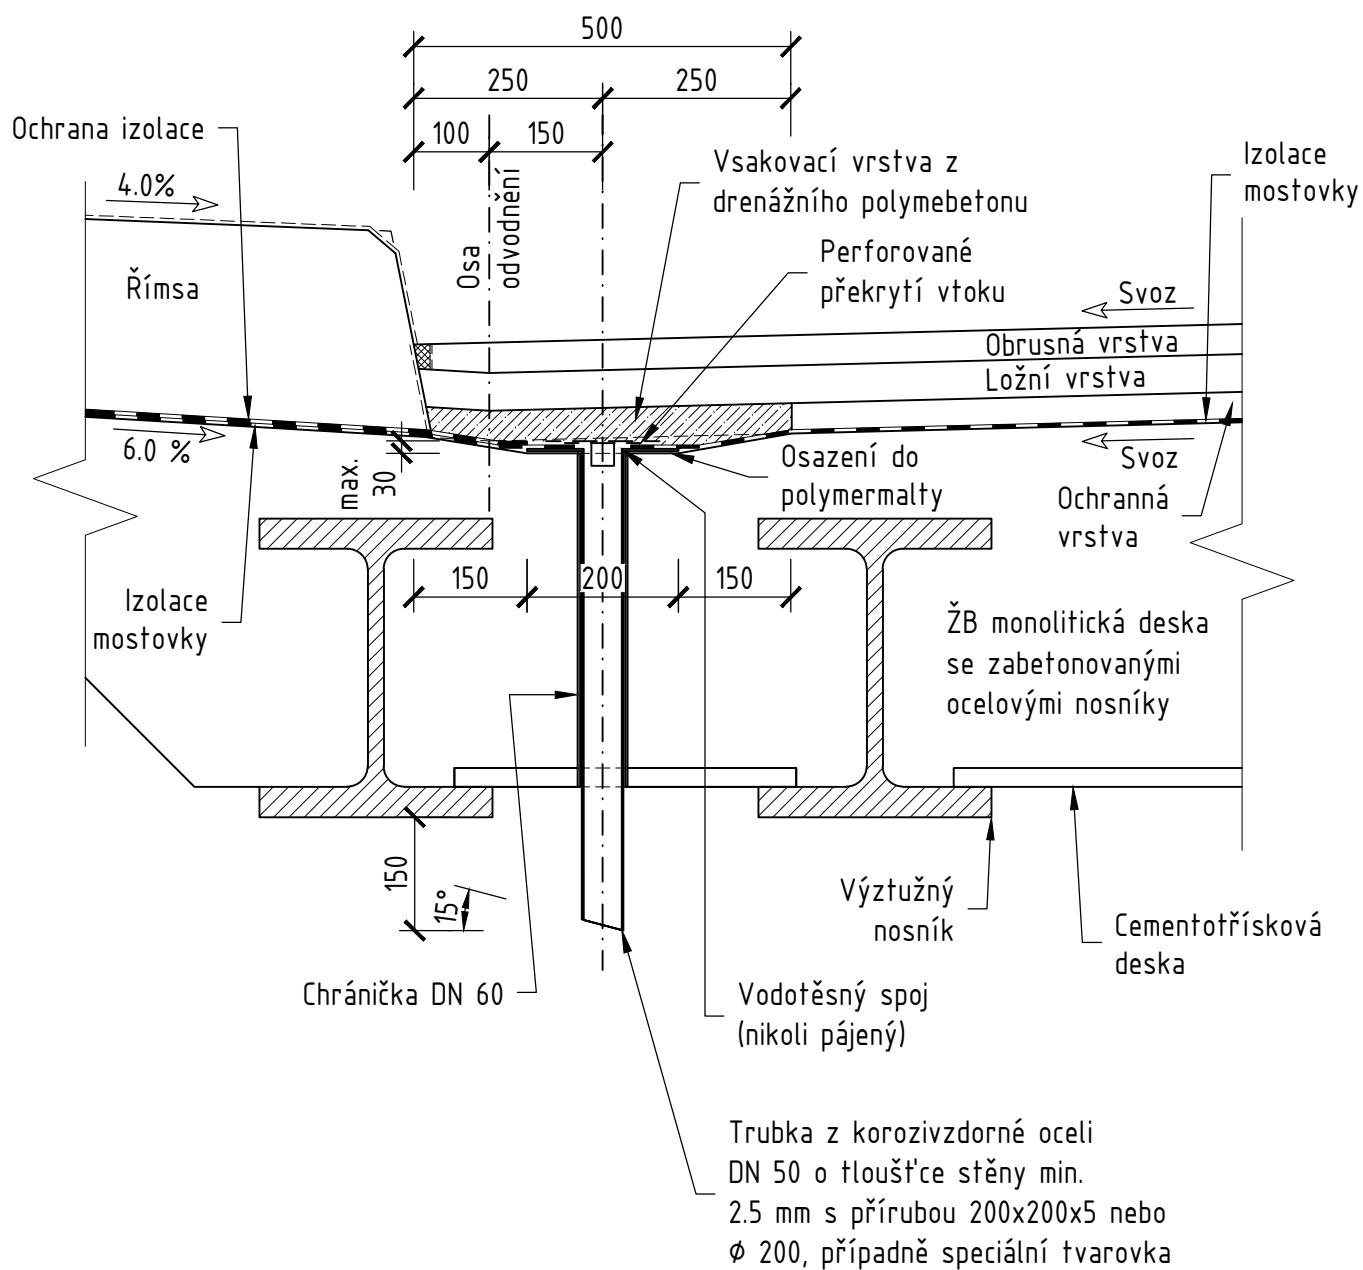 500
250
250
100
150
Ochrana izolace
4.0%
Osa
odvodnění
Vsakovací vrstva z
drenážního polymebetonu
Izolace
mostovky
Perforované
překrytí vtoku
Římsa
Svoz
Obrusná vrstva
Ložní vrstva
6.0 %
max.
30
Osazení do
polymermalty
Svoz
Ochranná
vrstva
150
200
150
Izolace
mostovky
ŽB monolitická deska
se zabetonovanými
ocelovými nosníky
150
15°
Výztužný
nosník
Cementotřísková
deska
Chránička DN 60
Vodotěsný spoj
(nikoli pájený)
Trubka z korozivzdorné oceli
DN 50 o tloušťce stěny min.
2.5 mm s přírubou 200x200x5 nebo
Φ 200, případně speciální tvarovka